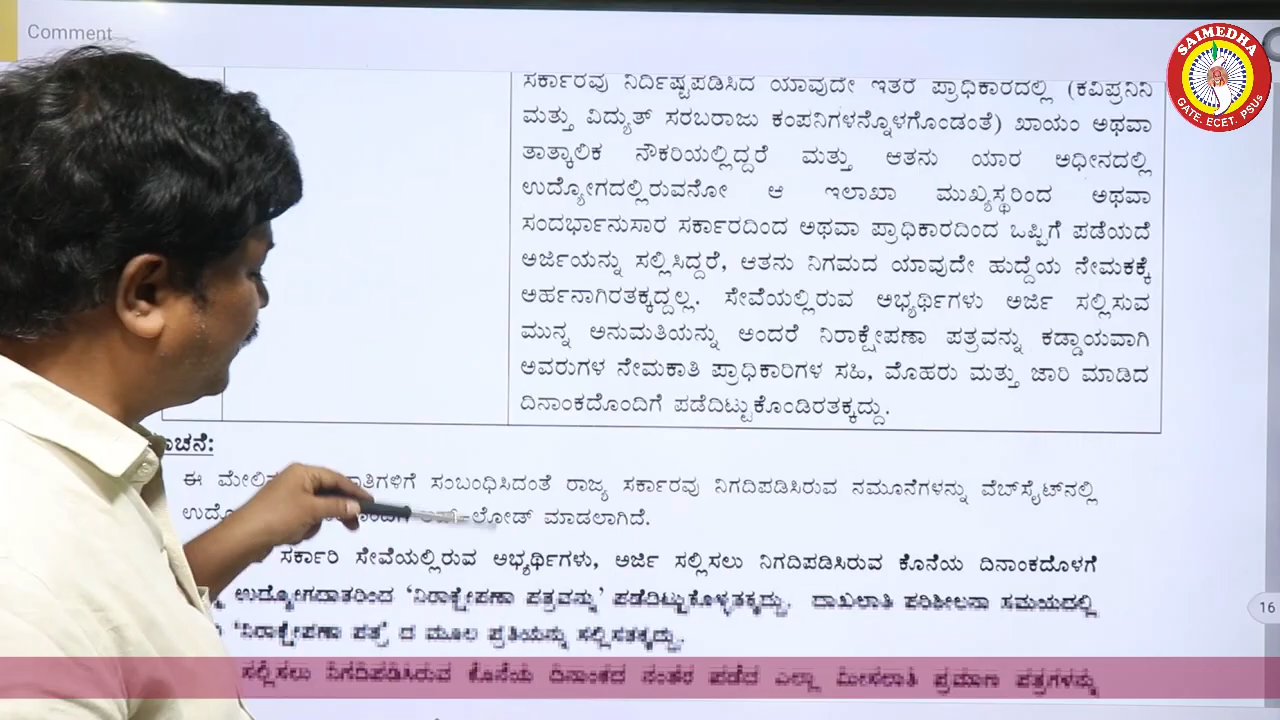 Comment
SAIMEDHA
GATE. ECET. PSUs
ಸರ್ಕಾರವು ನಿರ್ದಿಷ್ಟಪಡಿಸಿದ ಯಾವುದೇ ಇತರೆ ಪ್ರಾಧಿಕಾರದಲ್ಲಿ (ಕವಿಪ್ರನಿನಿ
ಮತ್ತು ವಿದ್ಯುತ್ ಸರಬರಾಜು ಕಂಪನಿಗಳನ್ನೊಳಗೊಂಡಂತೆ) ಖಾಯಂ ಅಥವಾ
ತಾತ್ಕಾಲಿಕ ನೌಕರಿಯಲ್ಲಿದ್ದರೆ ಮತ್ತು ಆತನು ಯಾರ ಅಧೀನದಲ್ಲಿ
ಉದ್ಯೋಗದಲ್ಲಿರುವನೋ ಆ ಇಲಾಖಾ ಮುಖ್ಯಸ್ಥರಿಂದ ಅಥವಾ
ಸಂದರ್ಭಾನುಸಾರ ಸರ್ಕಾರದಿಂದ ಅಥವಾ ಪ್ರಾಧಿಕಾರದಿಂದ ಒಪ್ಪಿಗೆ ಪಡೆಯದೆ
ಅರ್ಜಿಯನ್ನು ಸಲ್ಲಿಸಿದ್ದರೆ, ಆತನು ನಿಗಮದ ಯಾವುದೇ ಹುದ್ದೆಯ ನೇಮಕಕ್ಕೆ
ಅರ್ಹನಾಗಿರತಕ್ಕದ್ದಲ್ಲ. ಸೇವೆಯಲ್ಲಿರುವ ಅಭ್ಯರ್ಥಿಗಳು ಅರ್ಜಿ ಸಲ್ಲಿಸುವ
ಮುನ್ನ ಅನುಮತಿಯನ್ನು ಅಂದರೆ ನಿರಾಕ್ಷೇಪಣಾ ಪತ್ರವನ್ನು ಕಡ್ಡಾಯವಾಗಿ
ಅವರುಗಳ ನೇಮಕಾತಿ ಪ್ರಾಧಿಕಾರಿಗಳ ಸಹಿ, ಮೊಹರು ಮತ್ತು ಜಾರಿ ಮಾಡಿದ
ದಿನಾಂಕದೊಂದಿಗೆ ಪಡೆದಿಟ್ಟುಕೊಂಡಿರತಕ್ಕದ್ದು.
ಈ ಸಂಬಂಧಿಸಿದಂತೆ ರಾಜ್ಯ ಸರ್ಕಾರವು ನಿಗದಿಪಡಿಸಿರುವ ನಮೂನೆಗಳನ್ನು ವೆಬ್‌ಸೈಟ್‌ನಲ್ಲಿ
ಮಾಡಲಾಗಿದೆ.
ಸರ್ಕಾರಿ ಸೇವೆಯಲ್ಲಿರುವ ಅಭ್ಯರ್ಥಿಗಳು, ಅರ್ಜಿ ಸಲ್ಲಿಸಲು ನಿಗದಿಪಡಿಸಿರುವ ಕೊನೆಯ ದಿನಾಂಕದೊಳಗೆ
ಉದ್ಯೋಗದಾತರಿಂದ 'ನಿರಾಕ್ಷೇಪಣಾ ಪತ್ರವನ್ನು' ಪಡೆದಿಟ್ಟುಕೊಳ್ಳತಕ್ಕದ್ದು. ದಾಖಲಾತಿ ಪರಿಶೀಲನಾ ಸಮಯದಲ್ಲಿ
'ನಿರಾಕ್ಷೇಪಣಾ ಪತ್ರ' ದ ಮೂಲ ಪ್ರತಿಯನ್ನು ಸಲ್ಲಿಸತಕ್ಕದ್ದು.
ಸಲ್ಲಿಸಲು ನಿಗದಿಪಡಿಸಿರುವ ಕೊನೆಯ ದಿನಾಂಕದ ನಂತರ ಪಡೆದ ಎಲ್ಲಾ ಮೀಸಲಾತಿ ಪ್ರಮಾಣ ಪತ್ರಗಳನ್ನು
16